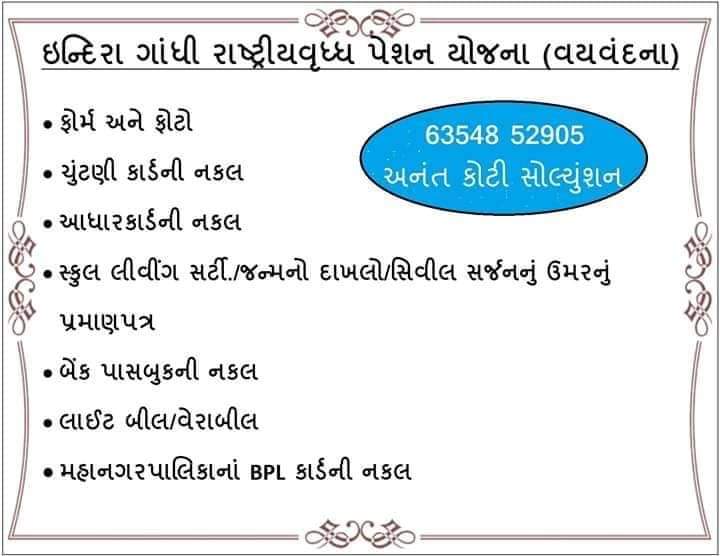 ઇન્દિરા ગાંધી રાષ્ટ્રીયવૃધ્ધ પેશન યોજના (વયવંદના)
• ફોર્મ અને ફોટો
63548 52905
અનંત કોટી સોલ્યુંશન
• ચુંટણી કાર્ડની નકલ
• આધારકાર્ડની નકલ
• સ્કુલ લીવીંગ સર્ટી./જન્મનો દાખલો/સિવીલ સર્જનનું ઉમરનું
પ્રમાણપત્ર
• બેંક પાસબુકની નકલ
• લાઈટ બીલ/વેરાબીલ
• મહાનગરપાલિકાનાં BPL કાર્ડની નકલ